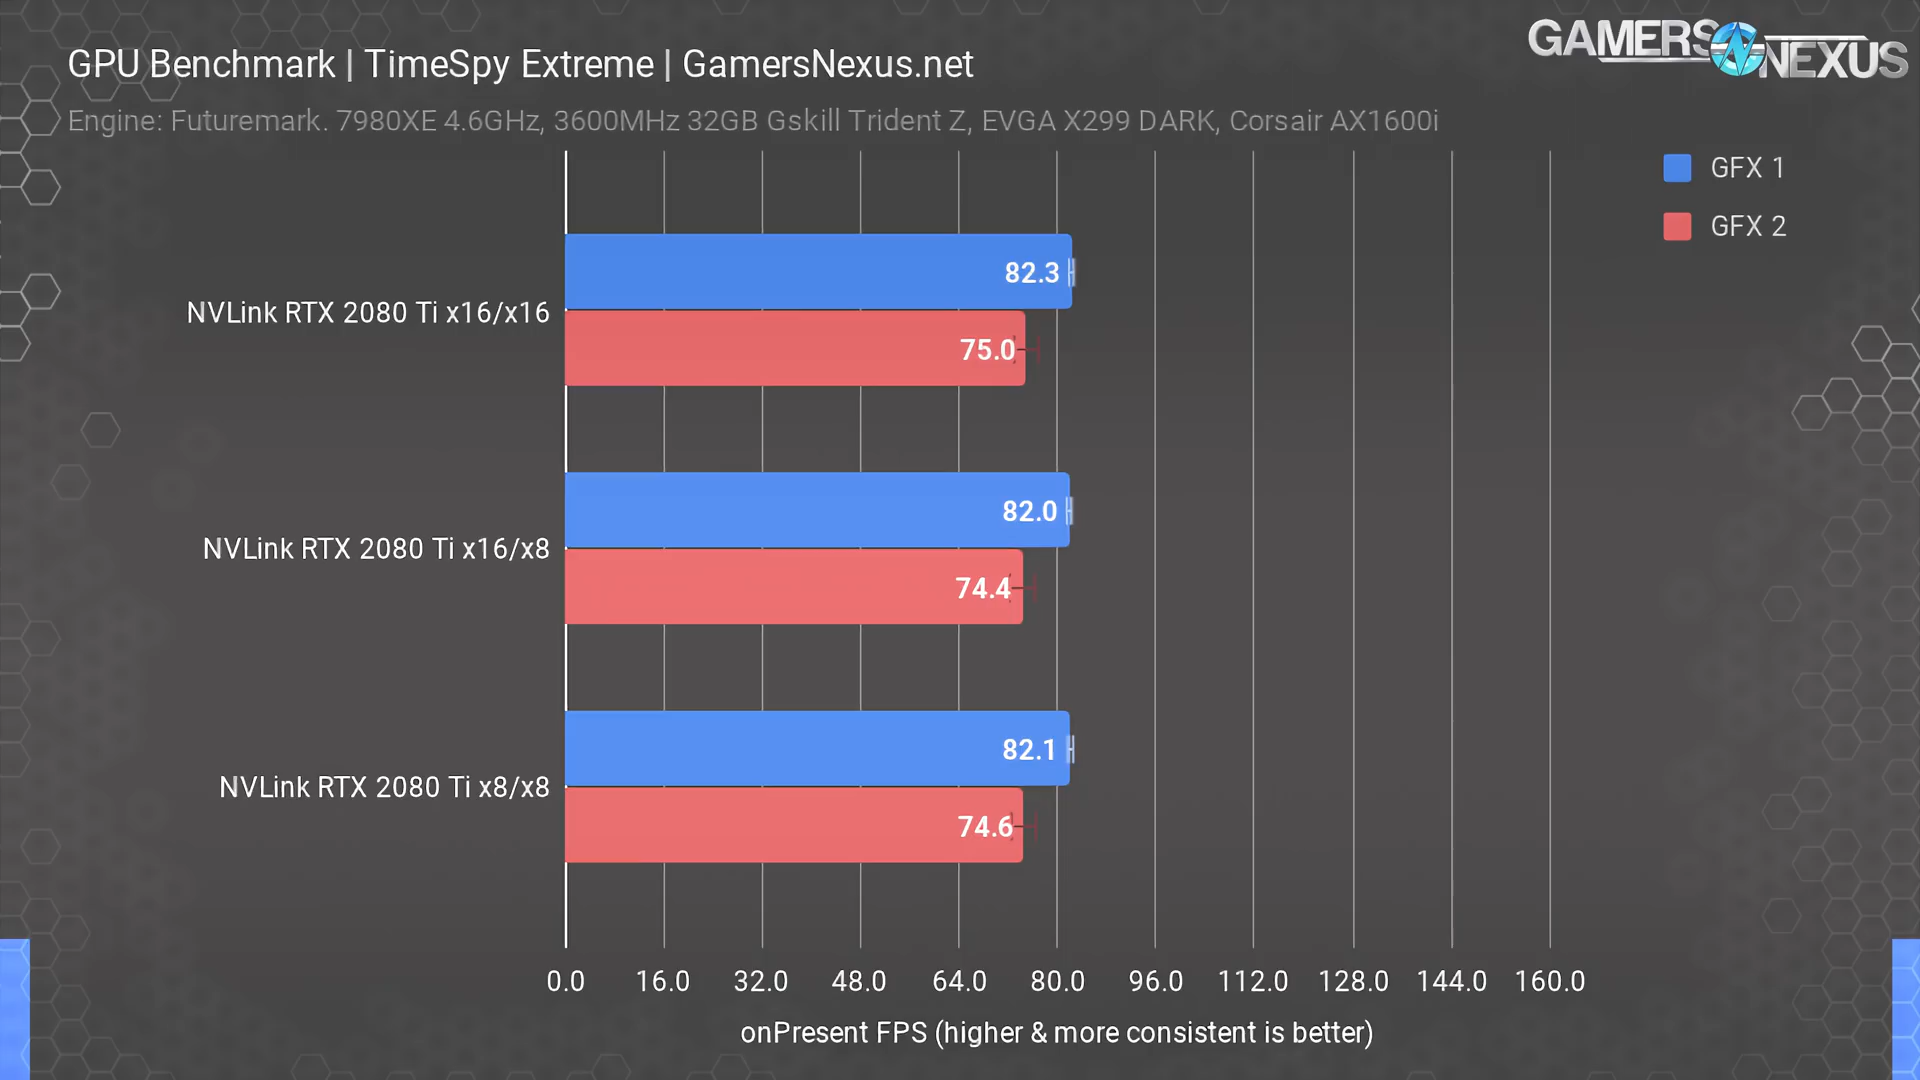 GAMERS NEXUS
GPU Benchmark | TimeSpy Extreme | GamersNexus.net
Engine: Futuremark. 7980XE 4.6GHz, 3600MHz 32GB Gskill Trident Z, EVGA X299 DARK, Corsair AX1600i
GFX 1
GFX 2
NVLink RTX 2080 Ti x16/x16
82.3
75.0
NVLink RTX 2080 Ti x16/x8
82.0
74.4
NVLink RTX 2080 Ti x8/x8
82.1
74.6
0.0 16.0 32.0 48.0 64.0 80.0 96.0 112.0 128.0 144.0 160.0
onPresent FPS (higher & more consistent is better)